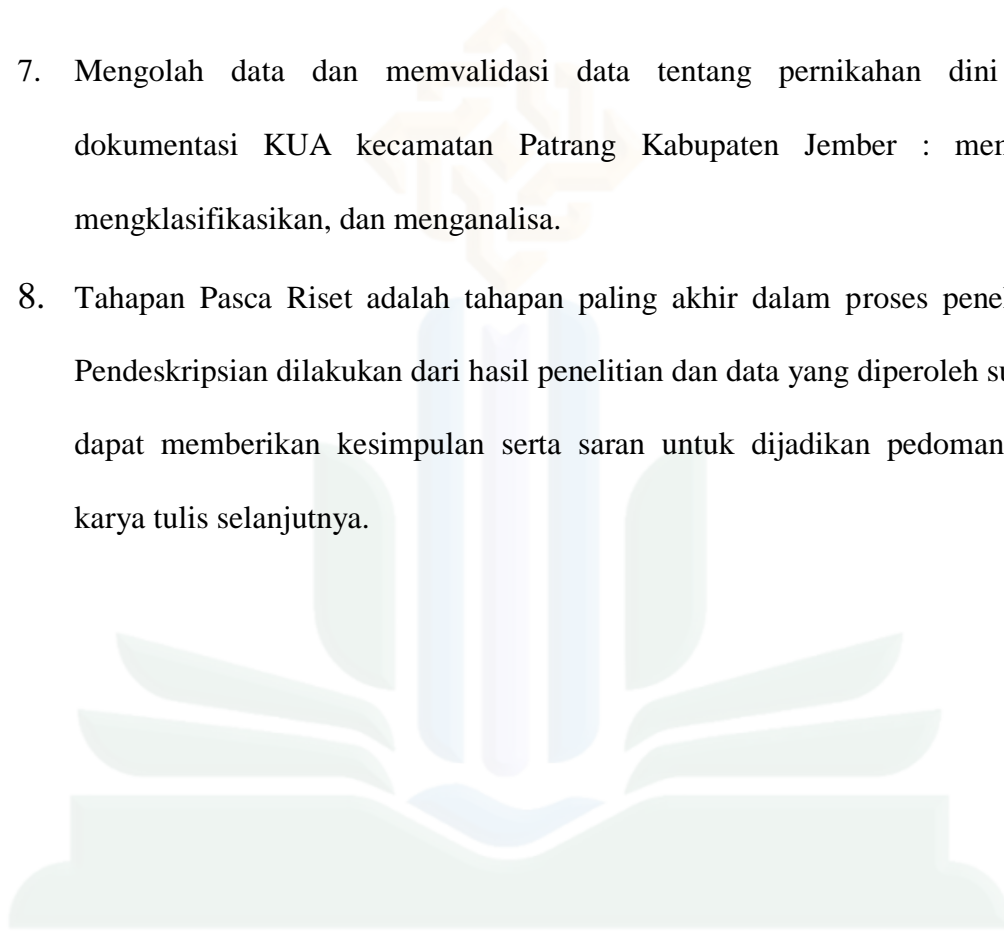 7. Mengolah data dan memvalidasi data tentang pernikahan dini
dokumentasi KUA kecamatan Patrang Kabupaten Jember :
mengklasifikasikan, dan menganalisa.
8. Tahapan Pasca Riset adalah tahapan paling akhir dalam proses
Pendeskripsian dilakukan dari hasil penelitian dan data yang diperoleh
dapat memberikan kesimpulan serta saran untuk dijadikan pedoman
karya tulis selanjutnya.